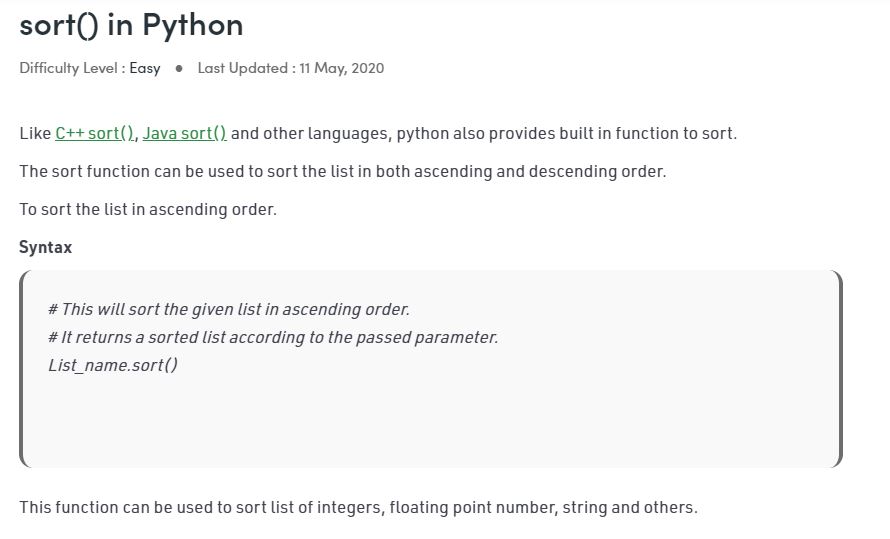 sort() in Python
Difficulty Level : Easy ● Last Updated : 11 May, 2020
Like C++ sort(), Java sort() and other languages, python also provides built in function to sort.
The sort function can be used to sort the list in both ascending and descending order.
To sort the list in ascending order.
Syntax
# This will sort the given list in ascending order.
# It returns a sorted list according to the passed parameter.
List_name.sort()
This function can be used to sort list of integers, floating point number, string and others.